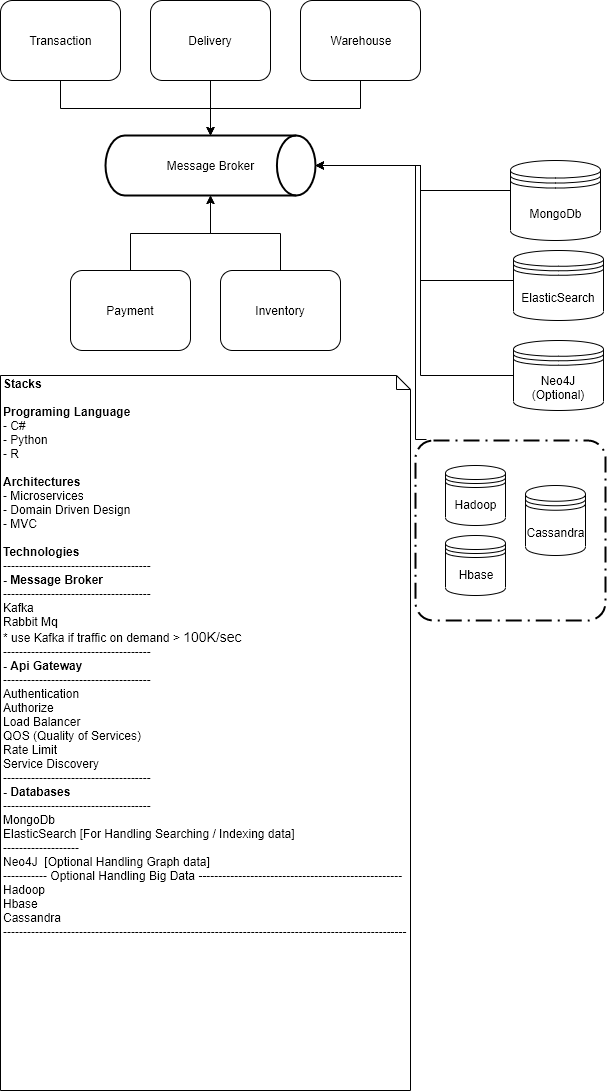 Transaction
Delivery
Warehouse
Message Broker
MongoDb
ElasticSearch
Payment
Inventory
Neo4J
(Optional)
Stacks
Programing Language
- C#
- Python
- R
Architectures
- Microservices
- Domain Driven Design
- MVC
Technologies
-------------------------------------
- Message Broker
-------------------------------------
Kafka
Rabbit Mq
* use Kafka if traffic on demand > 100K/sec
-------------------------------------
- Api Gateway
-------------------------------------
Authentication
Authorize
Load Balancer
QOS (Quality of Services)
Rate Limit
Service Discovery
-------------------------------------
- Databases
-------------------------------------
MongoDb
ElasticSearch [For Handling Searching / Indexing data]
-------------------
Neo4J  [Optional Handling Graph data]
----------- Optional Handling Big Data ---------------------------------------------------
Hadoop
Hbase
Cassandra
-----------------------------------------------------------------------------------------------------
Hadoop
Cassandra
Hbase